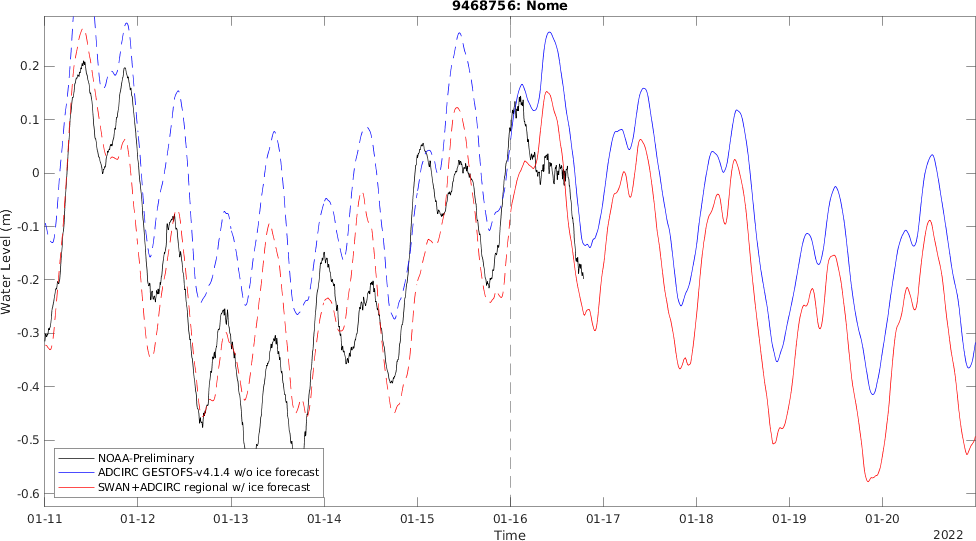 9468756: Nome
Water Level (m)
0.2
0.1
0
-0.1
-0.2
-0.3
-0.4
-0.5
-0.6
NOAA-Preliminary
ADCIRC GESTOFS-v4.1.4 w/o ice forecast
SWAN+ADCIRC regional w/ ice forecast
01-11 01-12 01-13 01-14 01-15 01-16 01-17 01-18 01-19 01-20
Time
2022